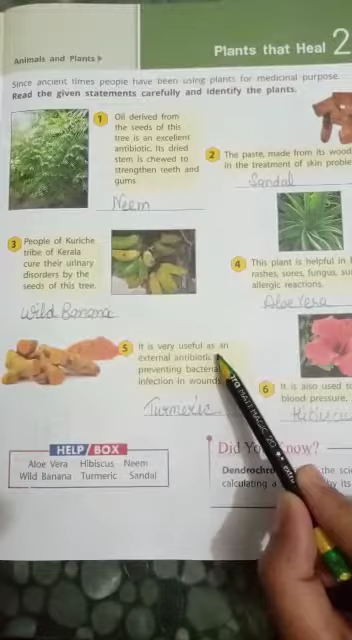 Animals and Plants
Plants that Heal 2
Since ancient times people have been using plants for medicinal purpose.
Read the given statements carefully and identify the plants.
1 Oil derived from
the seeds of this
tree is an excellent
antibiotic. Its dried
stem is chewed to
strengthen teeth and
gums
Neem
2 The paste, made from its wood
in the treatment of skin
Sandal
3 People of Kuriche
tribe of Kerala
cure their urinary
disorders by the
seeds of this tree.
Wild Banana
4 This plant is helpful in
rashes, sores, fungus,
allergic reactions.
Aloe Vera
5 It is very useful as an
external antibiotic
preventing
infection in wounds
Turmeric
6 It is also used
blood pressure.
HELP BOX
Aloe Vera Hibiscus Neem
Wild Banana Turmeric Sandal
Did You Know?
the
calculating by its